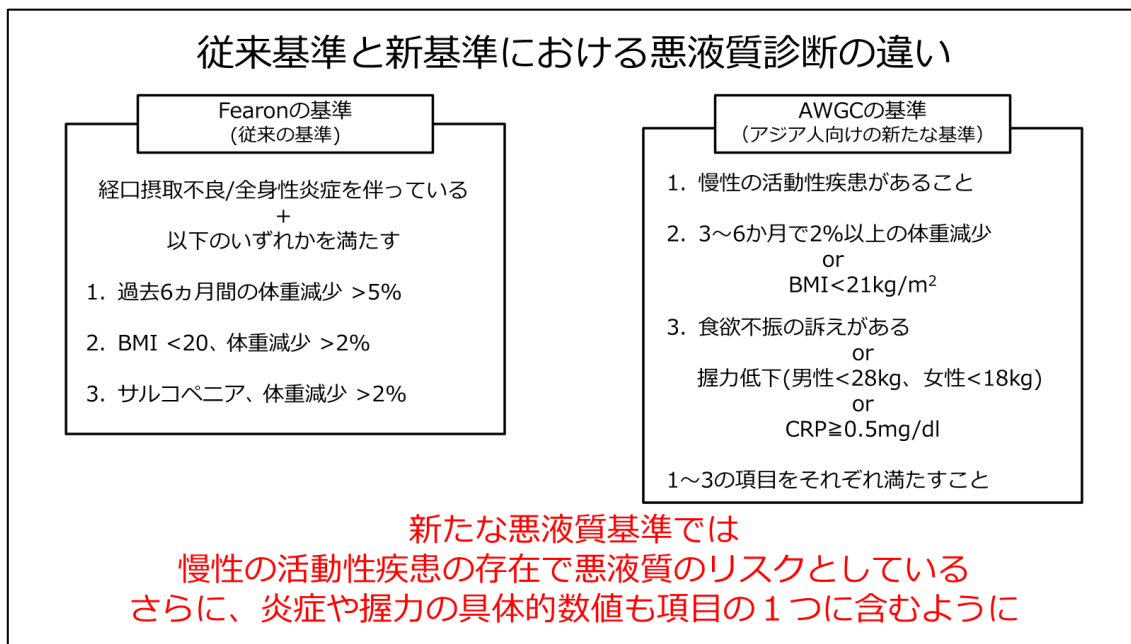 従来基準と新基準における悪液質診断の違い
Fearonの基準
(従来の基準)
経口摂取不良/全身性炎症を伴っている
+
以下のいずれかを満たす
1. 過去6ヵ月間の体重減少 >5%
2. BMI <20、体重減少 >2%
3. サルコペニア、体重減少 >2%
AWGCの基準
（アジア人向けの新たな基準）
1. 慢性の活動性疾患があること
2. 3～6か月で2%以上の体重減少
or
BMI<21kg/m²
3. 食欲不振の訴えがある
or
握力低下(男性<28kg、女性<18kg)
or
CRP≧0.5mg/dl
1～3の項目をそれぞれ満たすこと
新たな悪液質基準では
慢性の活動性疾患の存在で悪液質のリスクとしている
さらに、炎症や握力の具体的数値も項目の１つに含むように